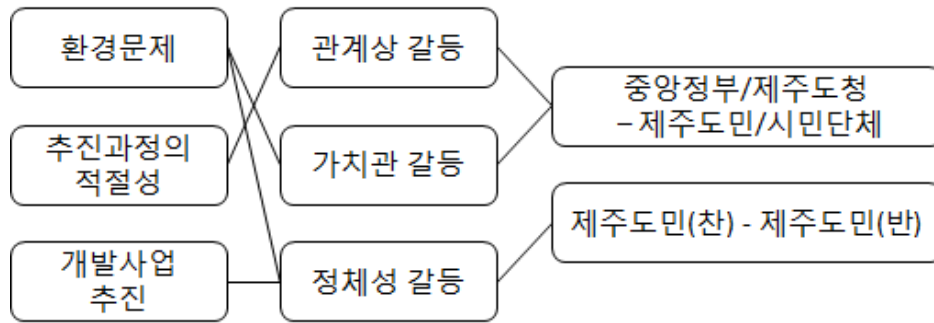 환경문제
추진과정의
적절성
개발사업
추진
관계상 갈등
가치관 갈등
정체성 갈등
중앙정부/제주도청
– 제주도민/시민단체
제주도민(찬) - 제주도민(반)